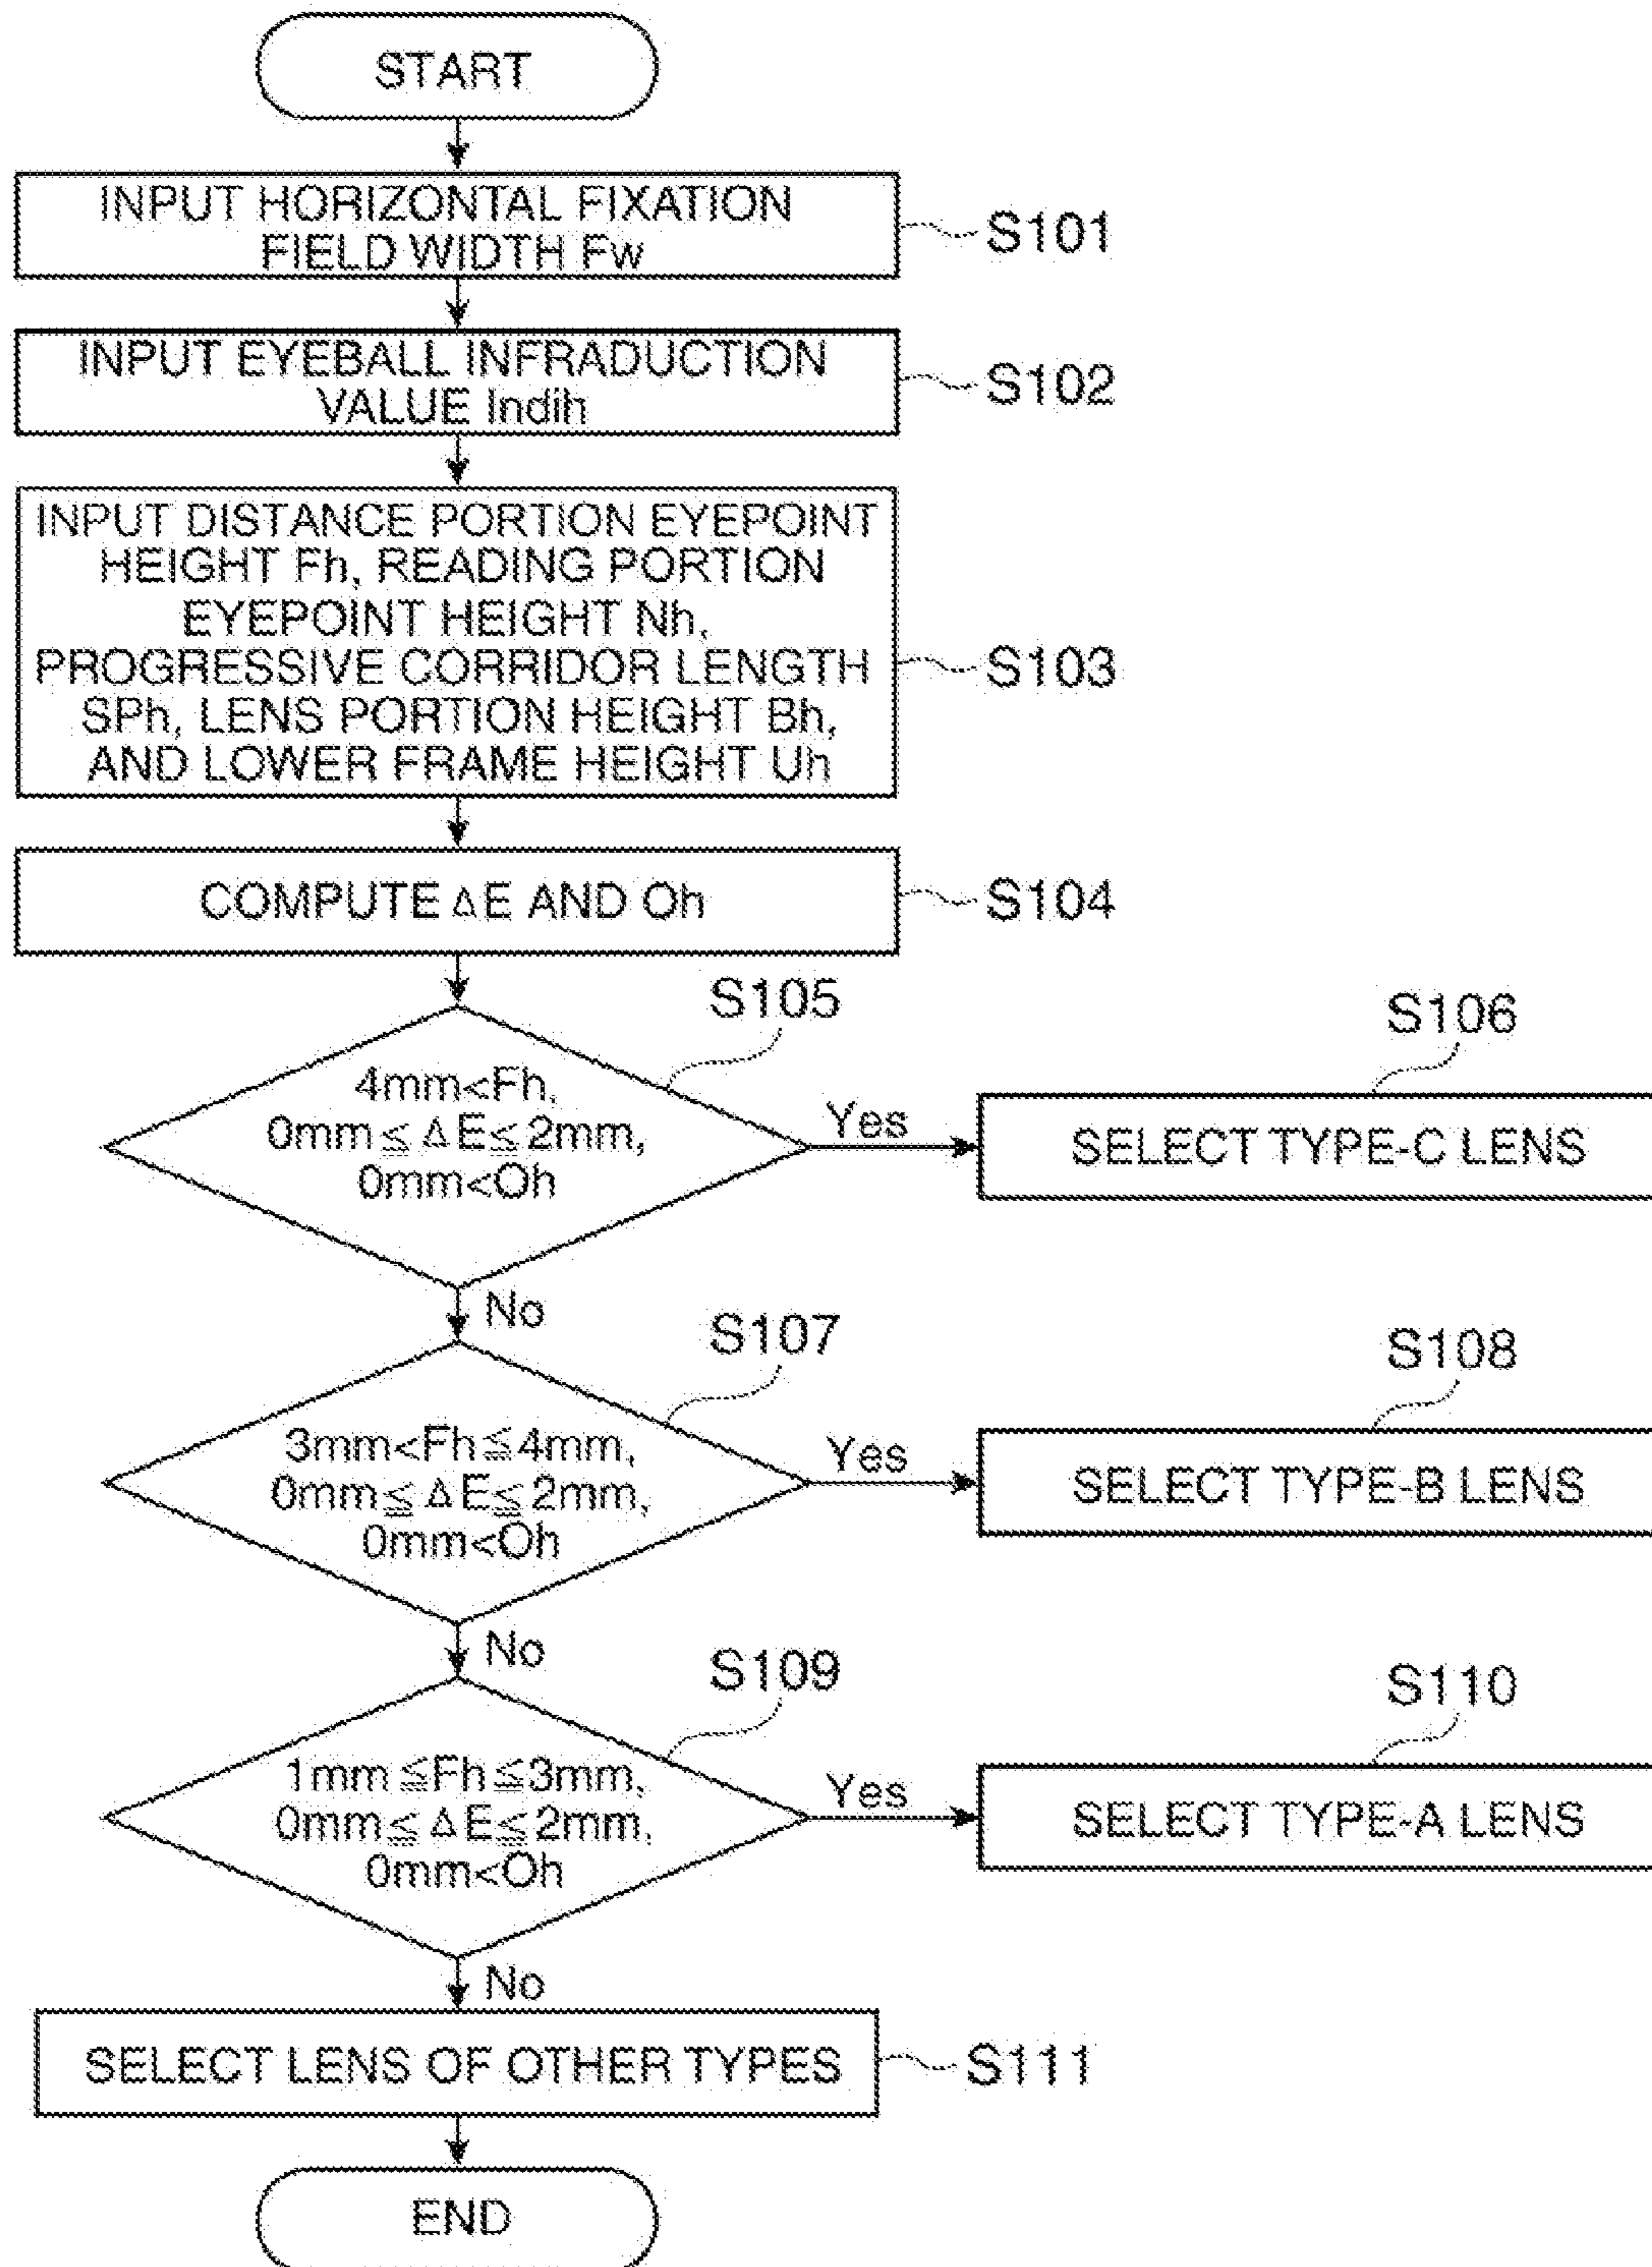 START
INPUT HORIZONTAL FIXATION
FIELD WIDTH Fw
S101
INPUT EYEBALL INFRADUCTION
VALUE Indih
S102
INPUT DISTANCE PORTION EYEPOINT
HEIGHT Fh, READING PORTION
EYEPOINT HEIGHT Nh,
PROGRESSIVE CORRIDOR LENGTH
SPh, LENS PORTION HEIGHT Bh,
AND LOWER FRAME HEIGHT Uh
S103
COMPUTE ΔE AND Oh
S104
S105
4mm<Fh,
0mm≦ΔE≦2mm,
0mm<Oh
Yes
S106
SELECT TYPE-C LENS
No
S107
3mm<Fh≦4mm,
0mm≦ΔE≦2mm,
0mm<Oh
Yes
S108
SELECT TYPE-B LENS
No
S109
1mm≦Fh≦3mm,
0mm≦ΔE≦2mm,
0mm<Oh
Yes
S110
SELECT TYPE-A LENS
No
SELECT LENS OF OTHER TYPES
S111
END